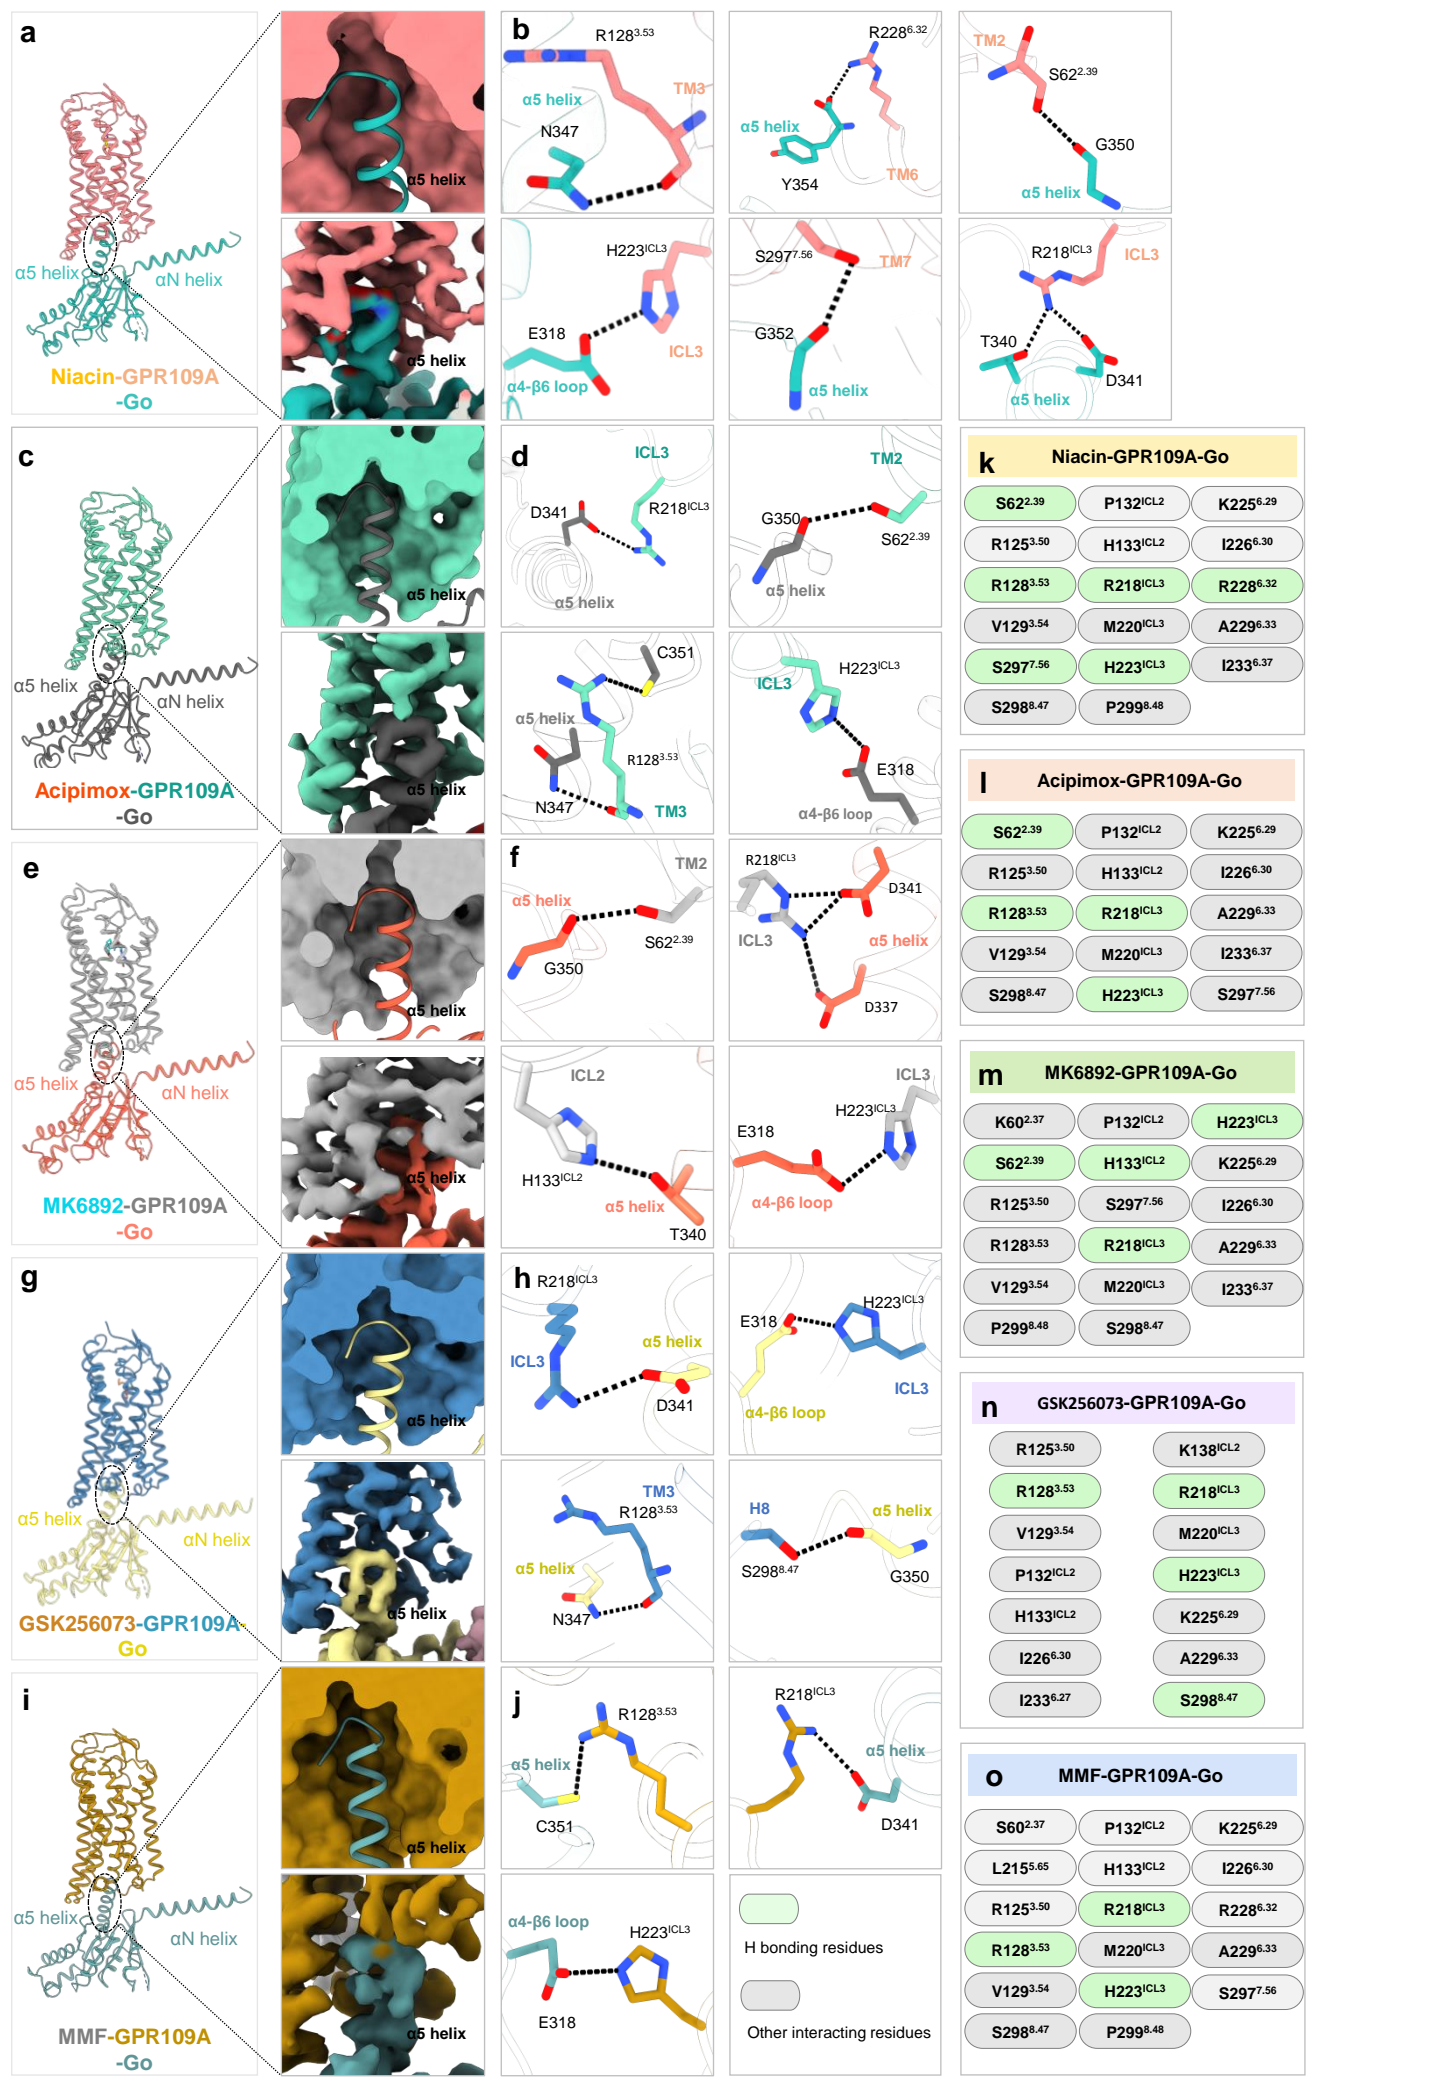 a
α5 helix
αN helix
Niacin-GPR109A
-Go
α5 helix
α5 helix
b
R1283.53
TM3
α5 helix
N347
R2286.32
α5 helix
TM6
Y354
TM2
S622.39
G350
α5 helix
H223ICL3
E318
ICL3
α4-β6 loop
S2977.56
TM7
G352
α5 helix
R218ICL3
ICL3
T340
D341
α5 helix
c
α5 helix
αN helix
Acipimox-GPR109A
-Go
α5 helix
α5 helix
d
ICL3
D341
R218ICL3
α5 helix
TM2
G350
S622.39
α5 helix
C351
α5 helix
R1283.53
N347
TM3
H223ICL3
ICL3
E318
α4-β6 loop
e
α5 helix
αN helix
MK6892-GPR109A
-Go
α5 helix
α5 helix
f
TM2
α5 helix
S622.39
G350
R218ICL3
D341
ICL3
α5 helix
D337
ICL2
H133ICL2
α5 helix
T340
ICL3
H223ICL3
E318
α4-β6 loop
g
α5 helix
αN helix
GSK256073-GPR109A-
Go
α5 helix
α5 helix
h
R218ICL3
α5 helix
ICL3
D341
H223ICL3
E318
ICL3
α4-β6 loop
TM3
R1283.53
α5 helix
N347
H8
α5 helix
S2988.47
G350
i
α5 helix
αN helix
MMF-GPR109A
-Go
α5 helix
α5 helix
j
R1283.53
α5 helix
C351
R218ICL3
α5 helix
D341
α4-β6 loop
H223ICL3
E318
H bonding residues
Other interacting residues
k
Niacin-GPR109A-Go
S622.39 P132ICL2 K2256.29
R1253.50 H133ICL2 I2266.30
R1283.53 R218ICL3 R2286.32
V1293.54 M220ICL3 A2296.33
S2977.56 H223ICL3 I2336.37
S2988.47 P2998.48
l
Acipimox-GPR109A-Go
S622.39 P132ICL2 K2256.29
R1253.50 H133ICL2 I2266.30
R1283.53 R218ICL3 A2296.33
V1293.54 M220ICL3 I2336.37
S2988.47 H223ICL3 S2977.56
m
MK6892-GPR109A-Go
K602.37 P132ICL2 H223ICL3
S622.39 H133ICL2 K2256.29
R1253.50 S2977.56 I2266.30
R1283.53 R218ICL3 A2296.33
V1293.54 M220ICL3 I2336.37
P2998.48 S2988.47
n
GSK256073-GPR109A-Go
R1253.50 K138ICL2
R1283.53 R218ICL3
V1293.54 M220ICL3
P132ICL2 H223ICL3
H133ICL2 K2256.29
I2266.30 A2296.33
I2336.27 S2988.47
o
MMF-GPR109A-Go
S602.37 P132ICL2 K2256.29
L2155.65 H133ICL2 I2266.30
R1253.50 R218ICL3 R2286.32
R1283.53 M220ICL3 A2296.33
V1293.54 H223ICL3 S2977.56
S2988.47 P2998.48